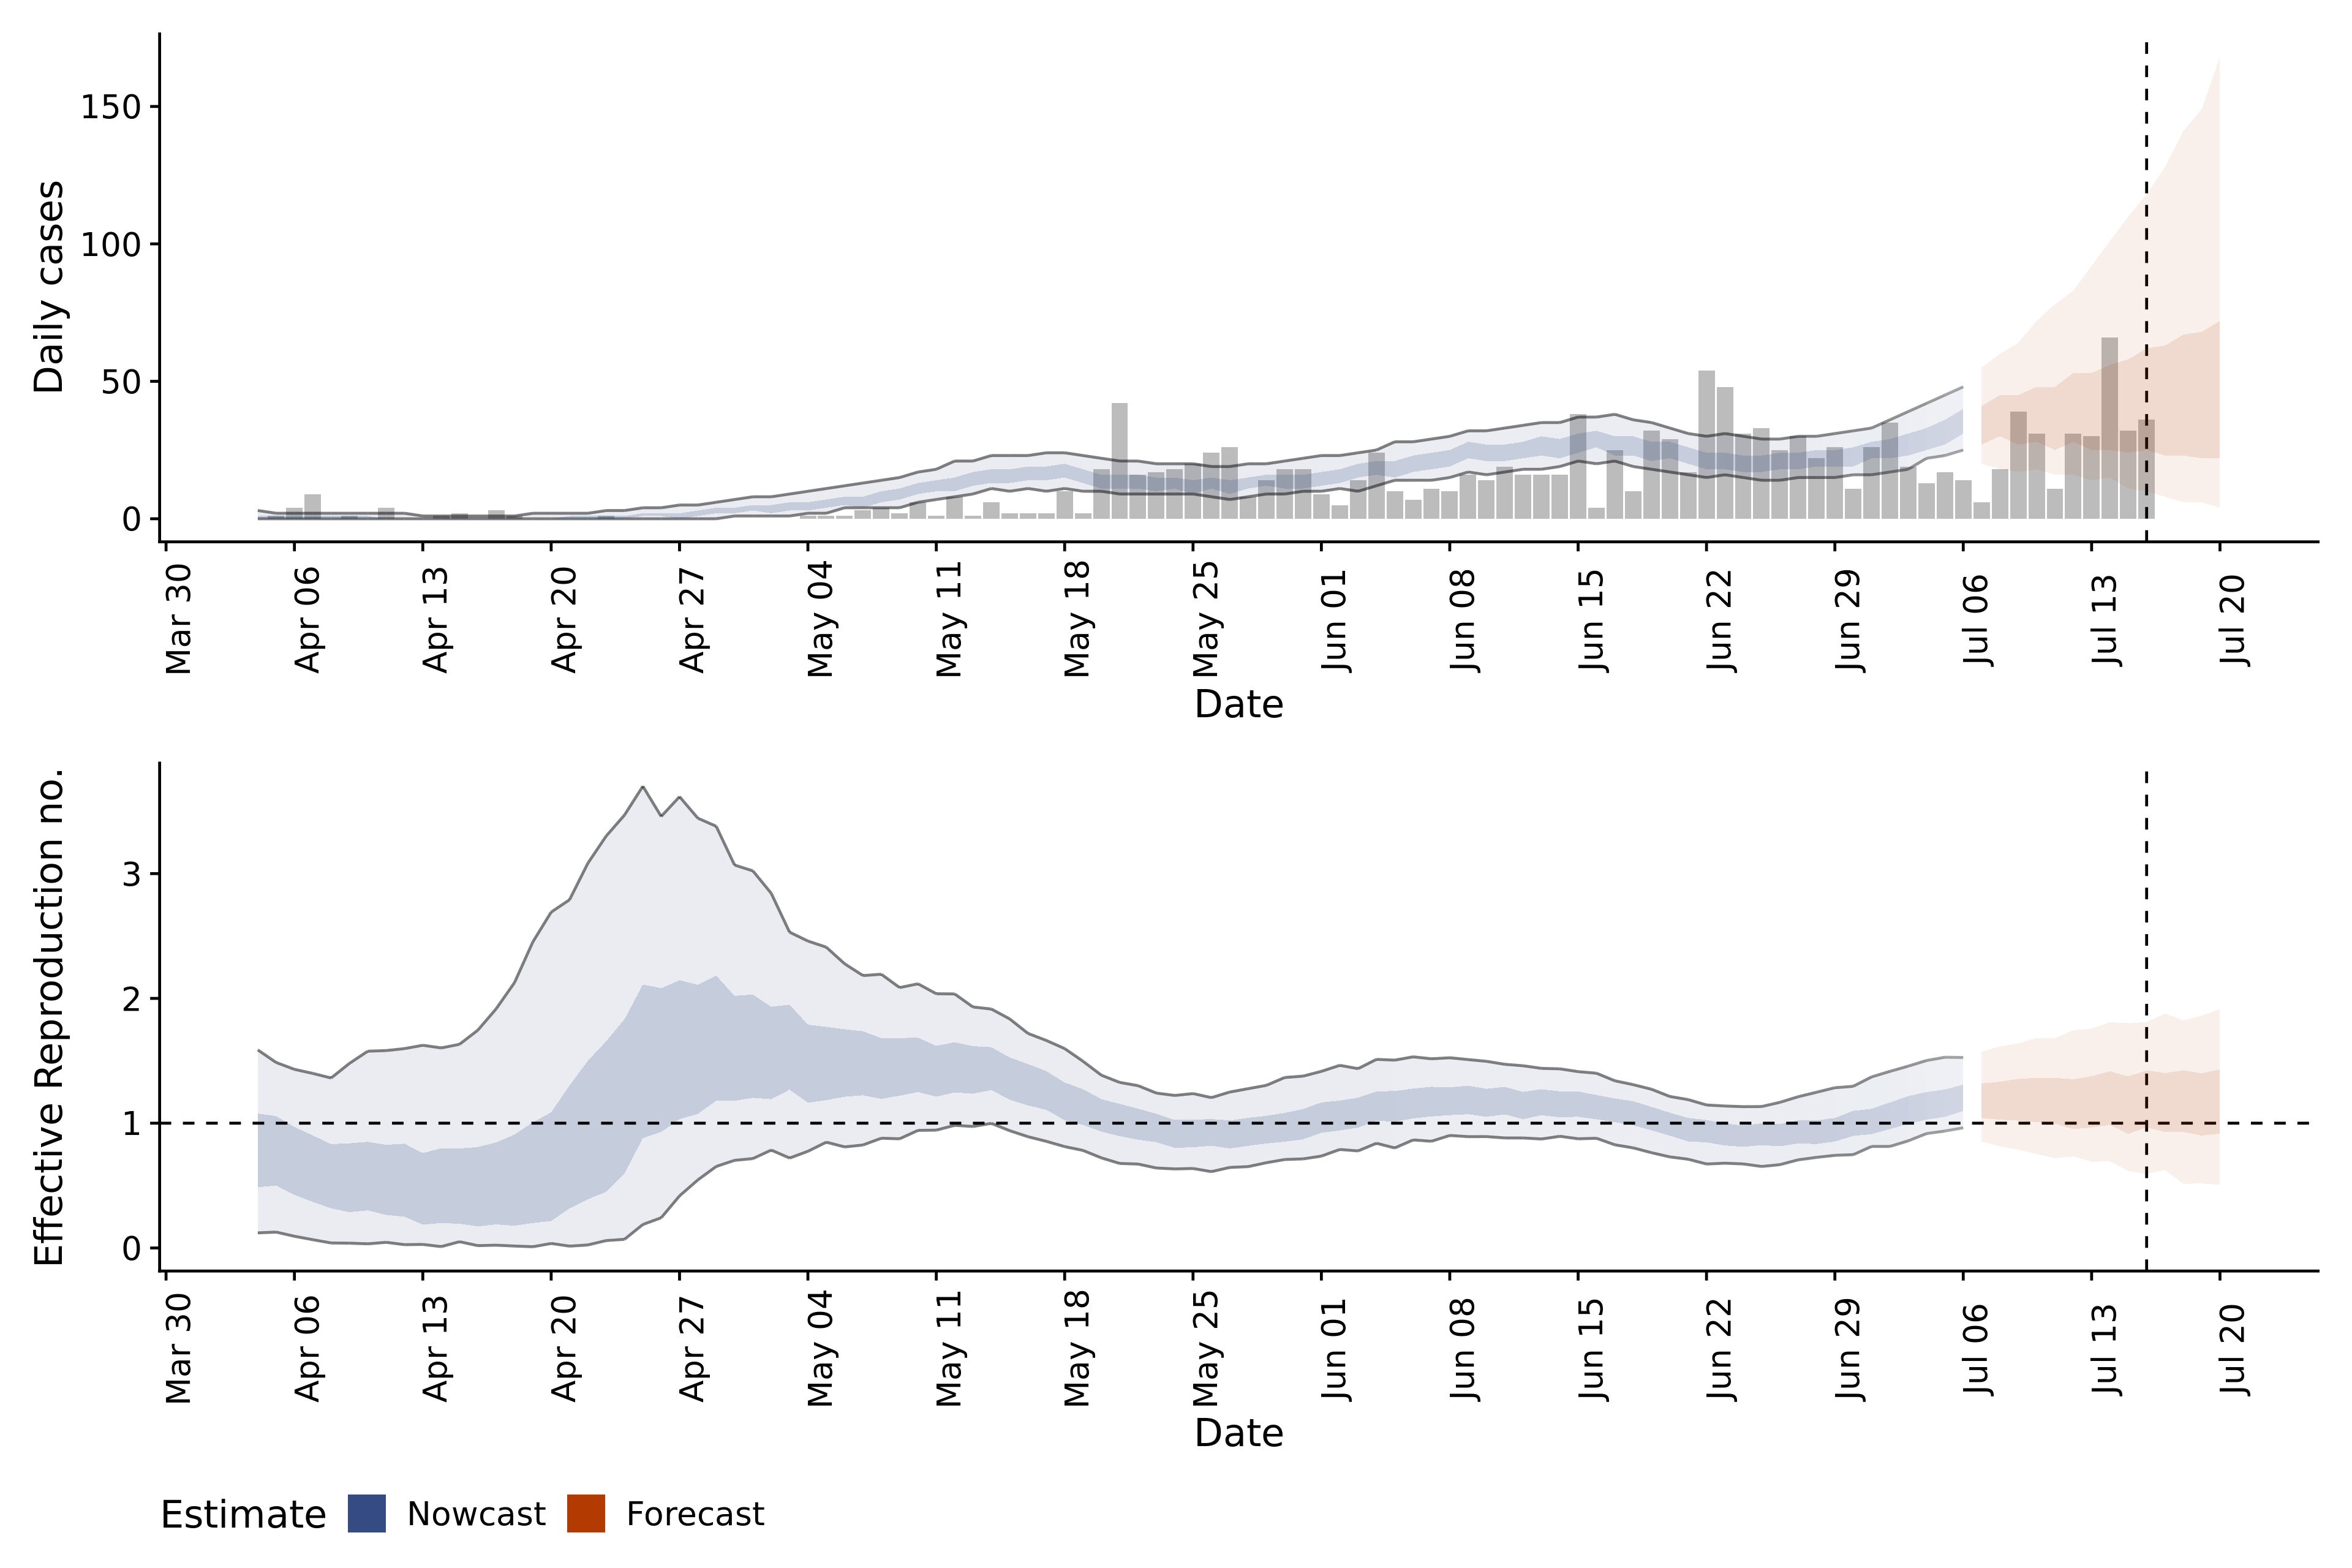 Daily cases
150
100
50
0
Mar 30 Apr 06 Apr 13 Apr 20 Apr 27 May 04 May 11 May 18 May 25 Jun 01 Jun 08 Jun 15 Jun 22 Jun 29 Jul 06 Jul 13 Jul 20
Date
Effective Reproduction no.
3
2
1
0
Mar 30 Apr 06 Apr 13 Apr 20 Apr 27 May 04 May 11 May 18 May 25 Jun 01 Jun 08 Jun 15 Jun 22 Jun 29 Jul 06 Jul 13 Jul 20
Date
Estimate Nowcast Forecast